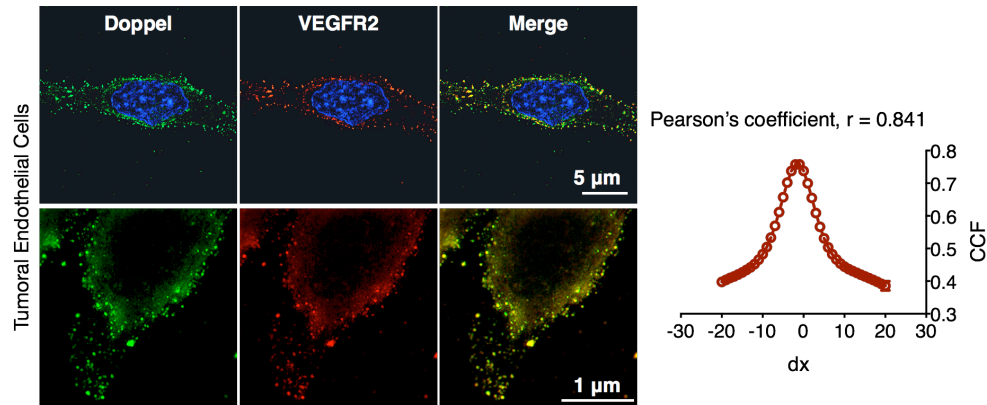 Doppel
VEGFR2
Merge
Tumoral Endothelial Cells
5 µm
1 µm
Pearson's coefficient, r = 0.841
0.8
0.7
0.6
0.5
0.4
0.3
CCF
-30 -20 -10 0 10 20 30
dx